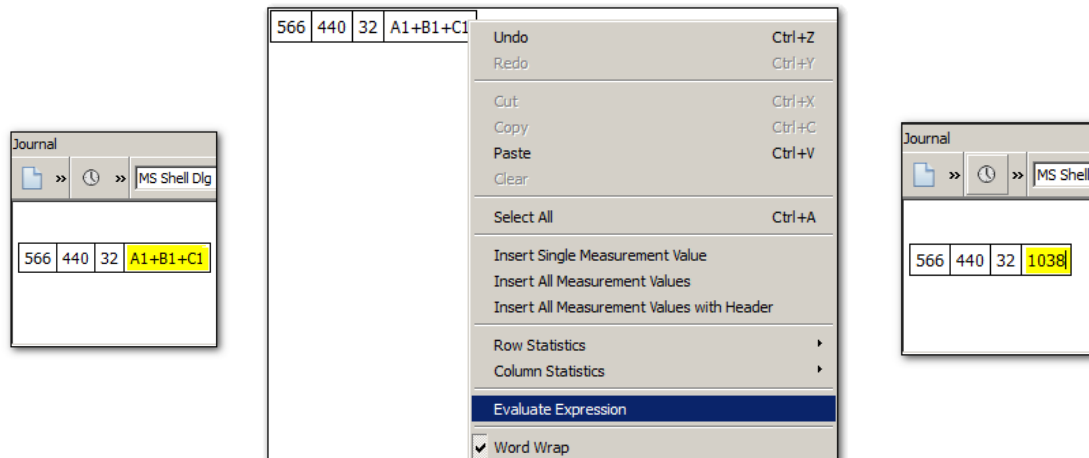 Journal
» » MS Shell Dlg
566 440 32 A1+B1+C1
566 440 32 A1+B1+C1
Undo Ctrl+Z
Redo Ctrl+Y
Cut Ctrl+X
Copy Ctrl+C
Paste Ctrl+V
Clear
Select All Ctrl+A
Insert Single Measurement Value
Insert All Measurement Values
Insert All Measurement Values with Header
Row Statistics
Column Statistics
Evaluate Expression
Word Wrap
Journal
» » MS Shell
566 440 32 1038